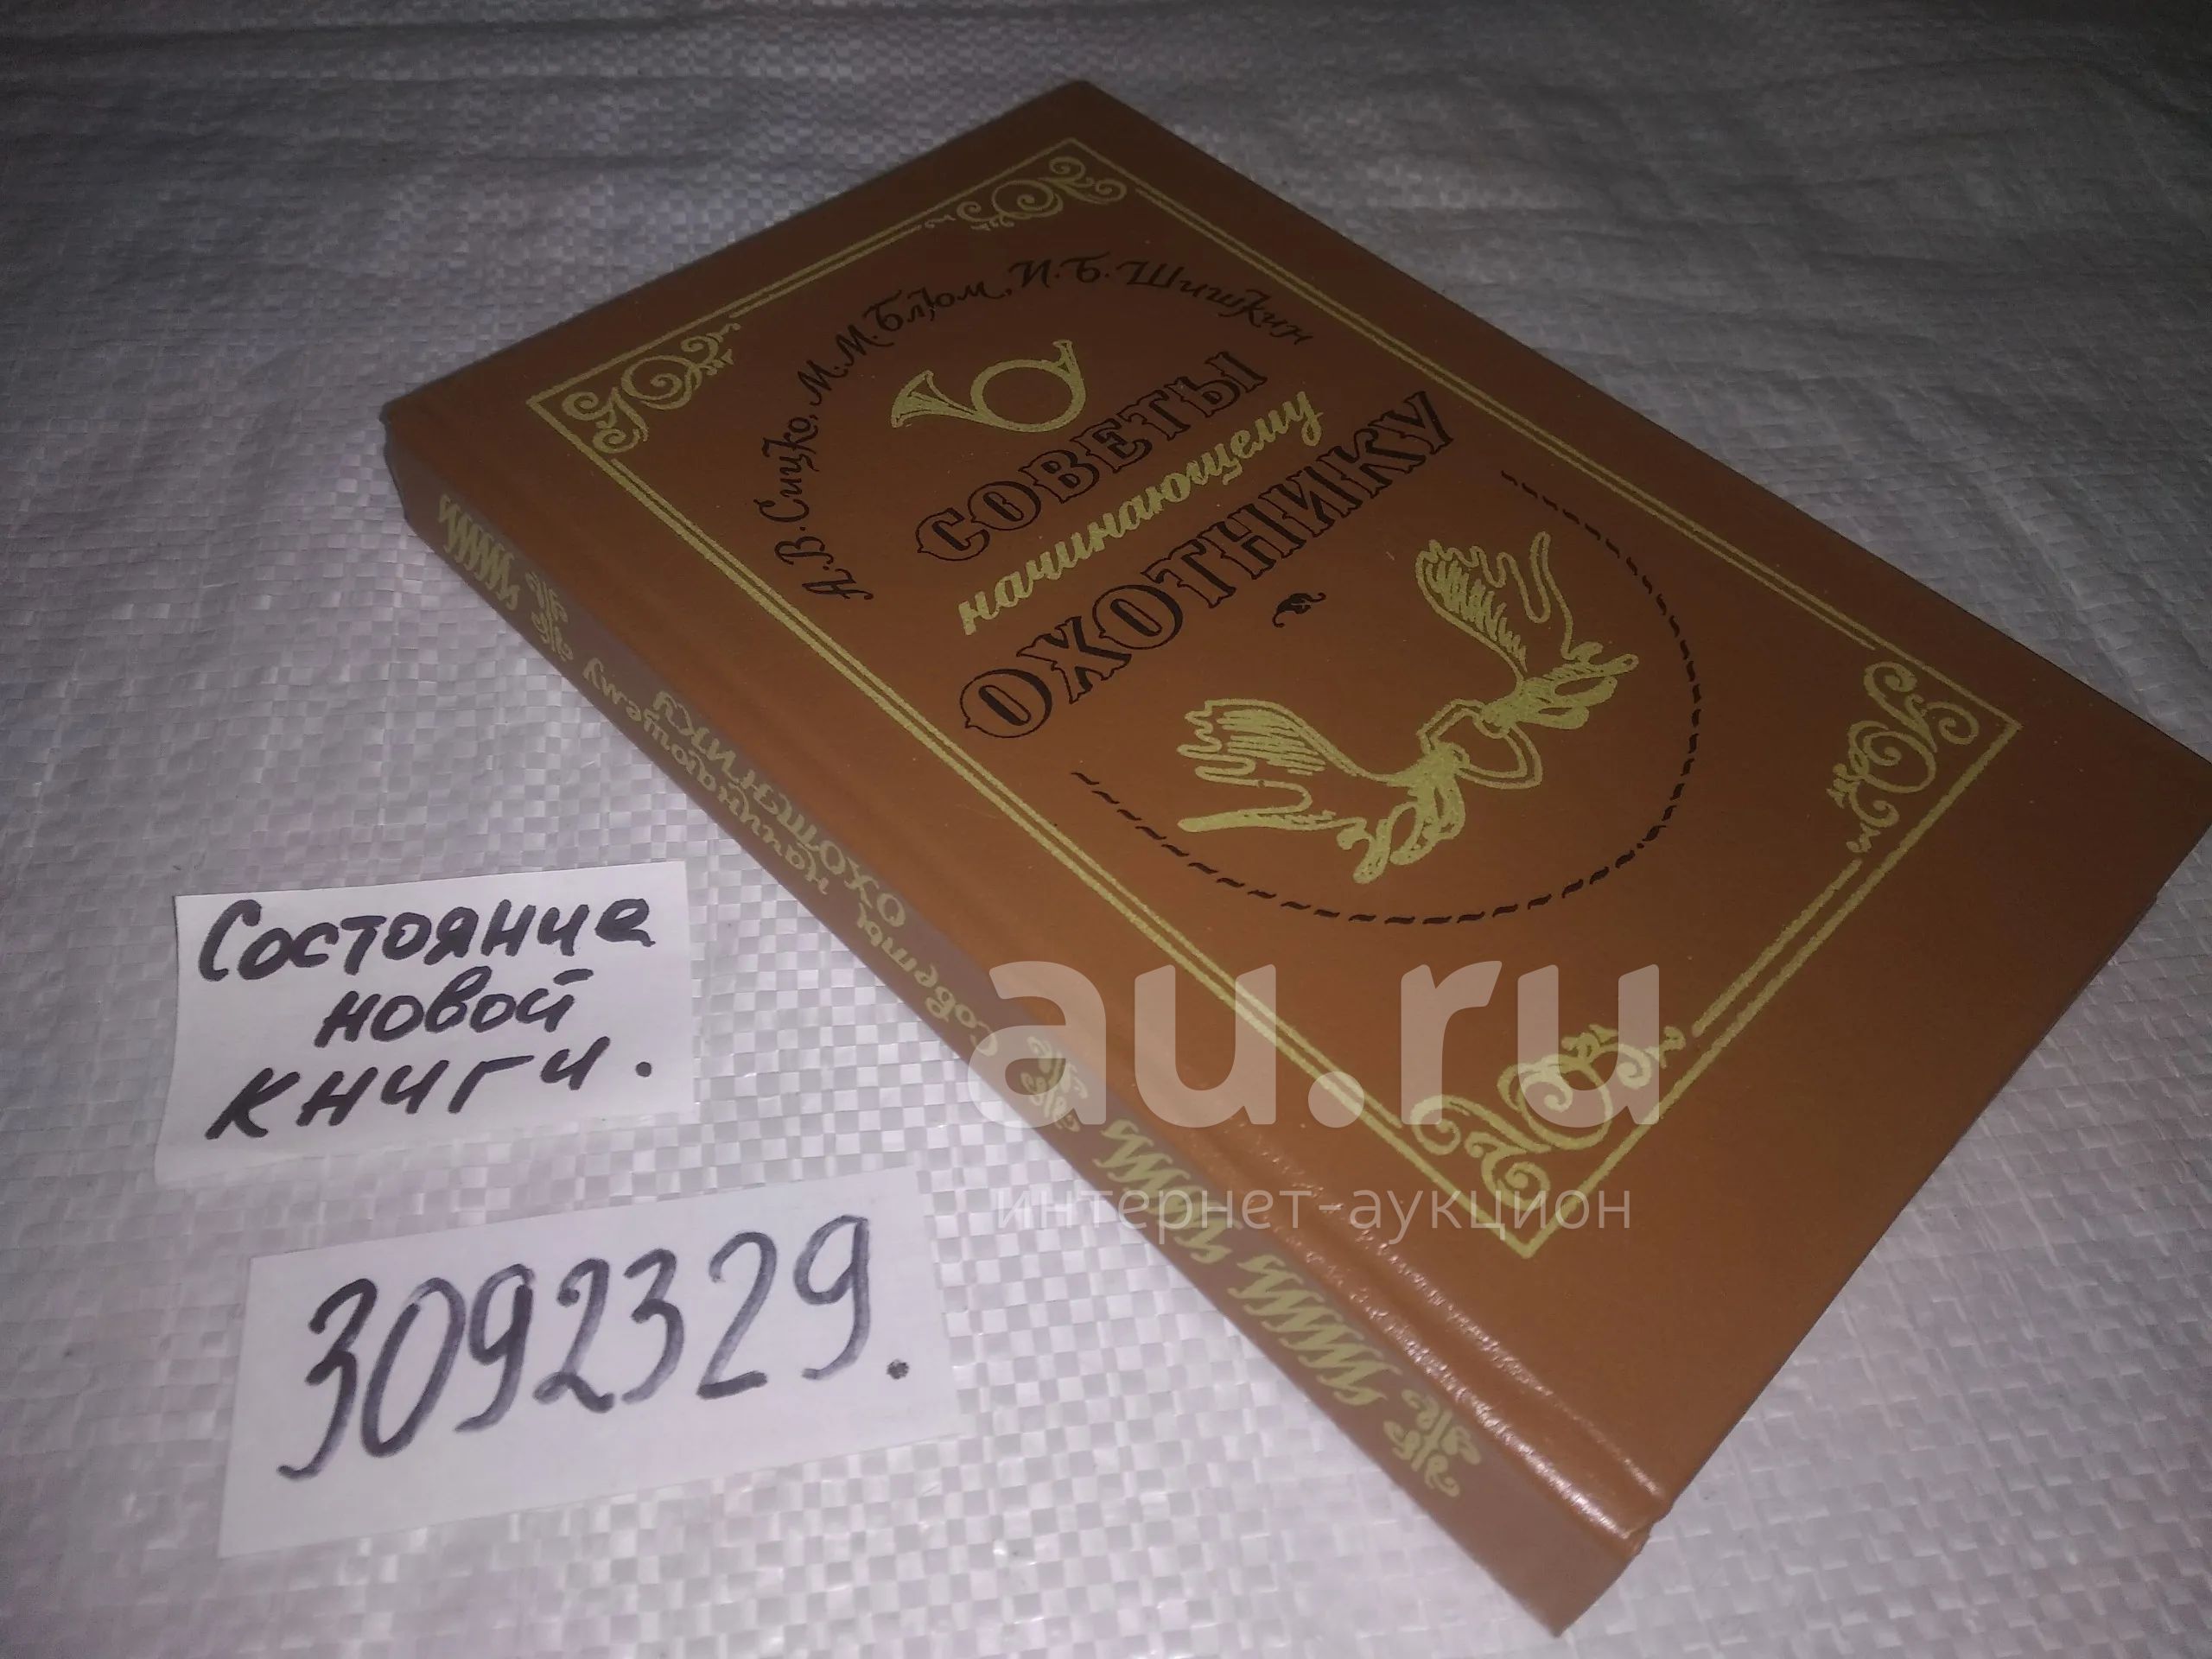 А.В.Сицко, М.М.Блюм, И.Б.Шишкин
СОВЕТЫ
начинающему
ОХОТНИКУ
Советы
начинающему
ОХОТНИКУ
Состояние
новой
книги.
3092329.
au.ru
интернет-аукцион